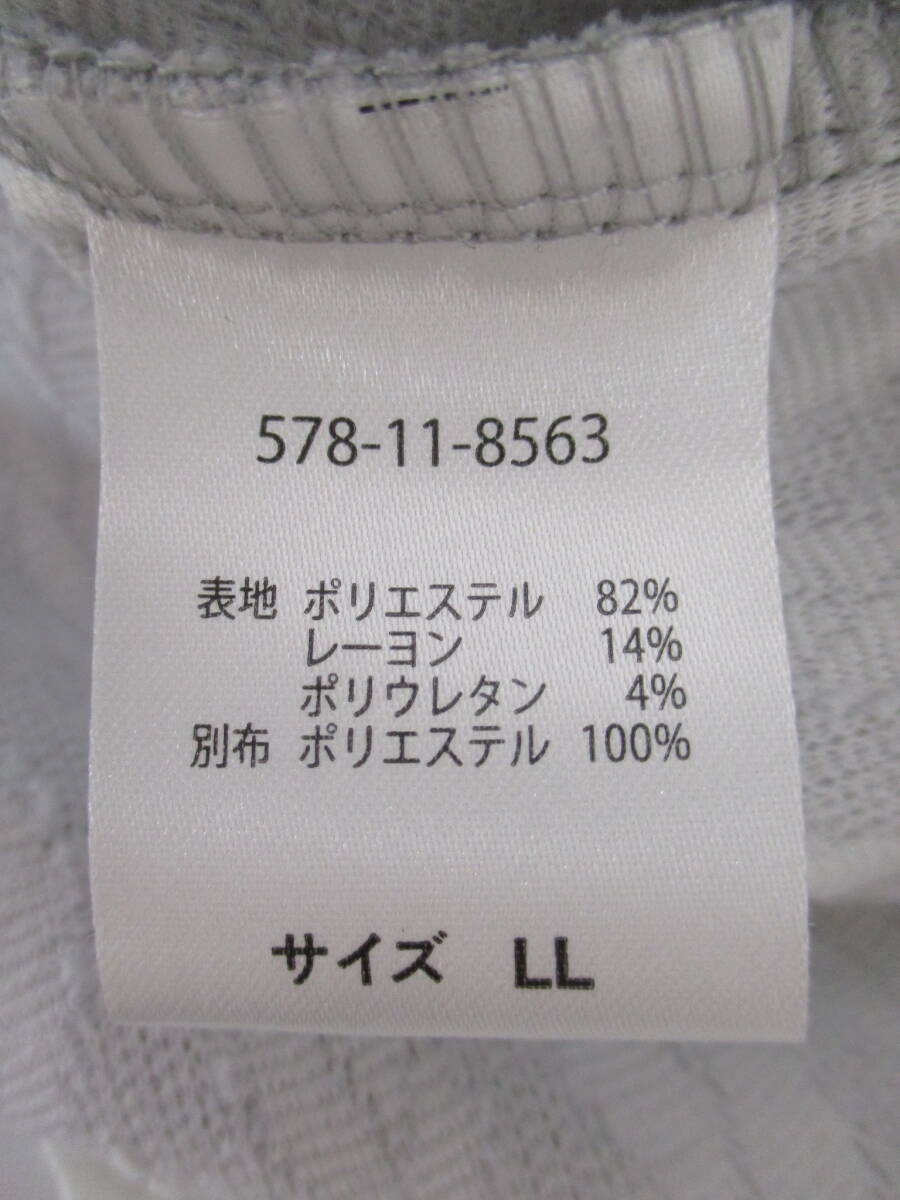 578-11-8563
表地 ポリエステル 82%
レーヨン 14%
ポリウレタン 4%
別布 ポリエステル 100%
サイズ LL